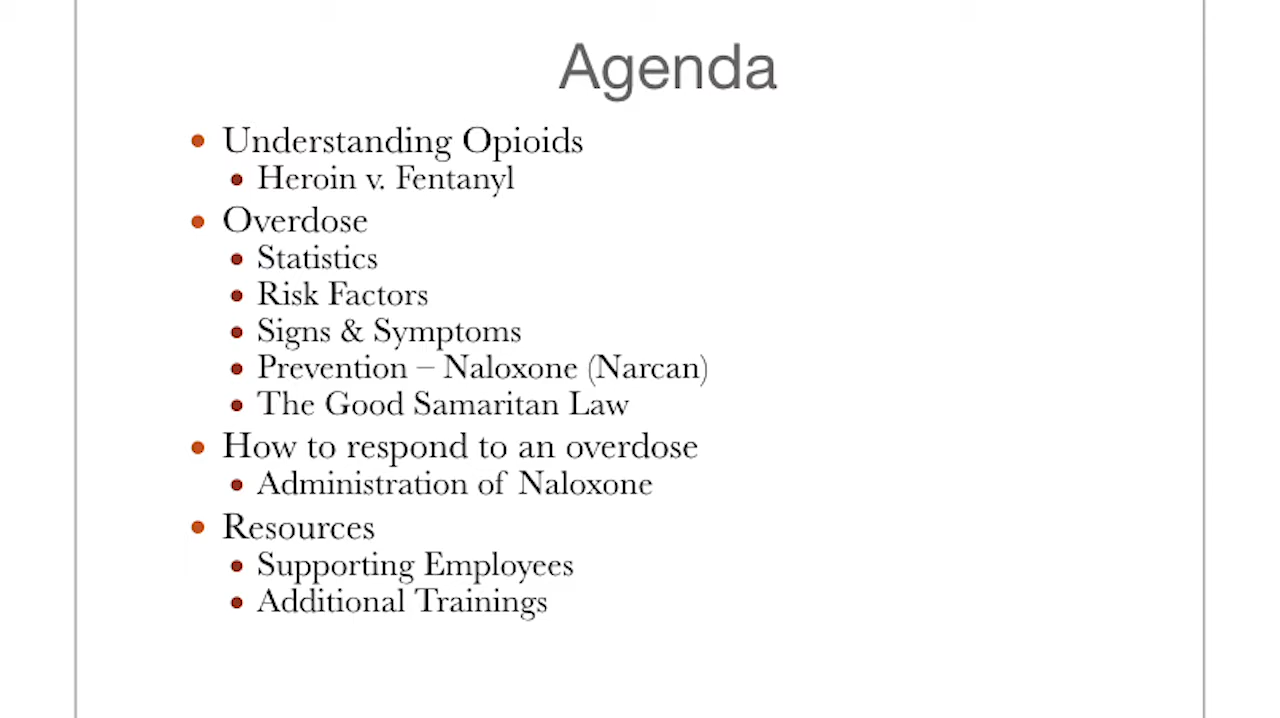 Agenda
• Understanding Opioids
• Heroin v. Fentanyl
• Overdose
• Statistics
• Risk Factors
• Signs & Symptoms
• Prevention – Naloxone (Narcan)
• The Good Samaritan Law
• How to respond to an overdose
• Administration of Naloxone
• Resources
• Supporting Employees
• Additional Trainings